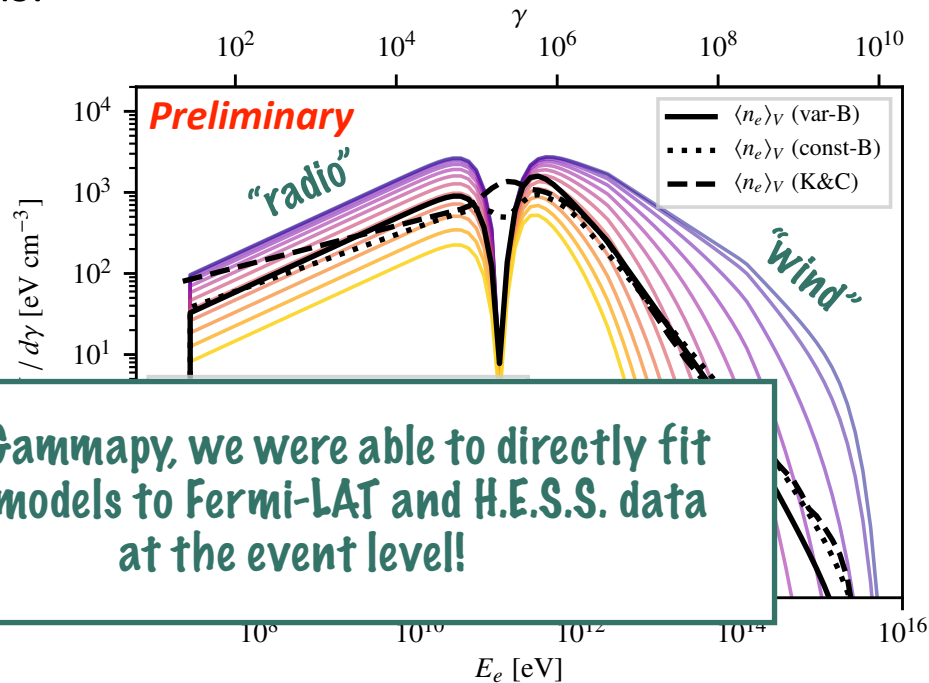 γ
10² 10⁴ 10⁶ 10⁸ 10¹⁰
10⁴
Preliminary
⟨nₑ⟩_V (var-B)
⟨nₑ⟩_V (const-B)
⟨nₑ⟩_V (K&C)
"radio"
10³
"wind"
10²
10¹
/ dγ [eV cm⁻³]
Gammapy, we were able to directly fit
models to Fermi-LAT and H.E.S.S. data
at the event level!
10⁸ 10¹⁰ 10¹² 10¹⁴ 10¹⁶
Eₑ [eV]